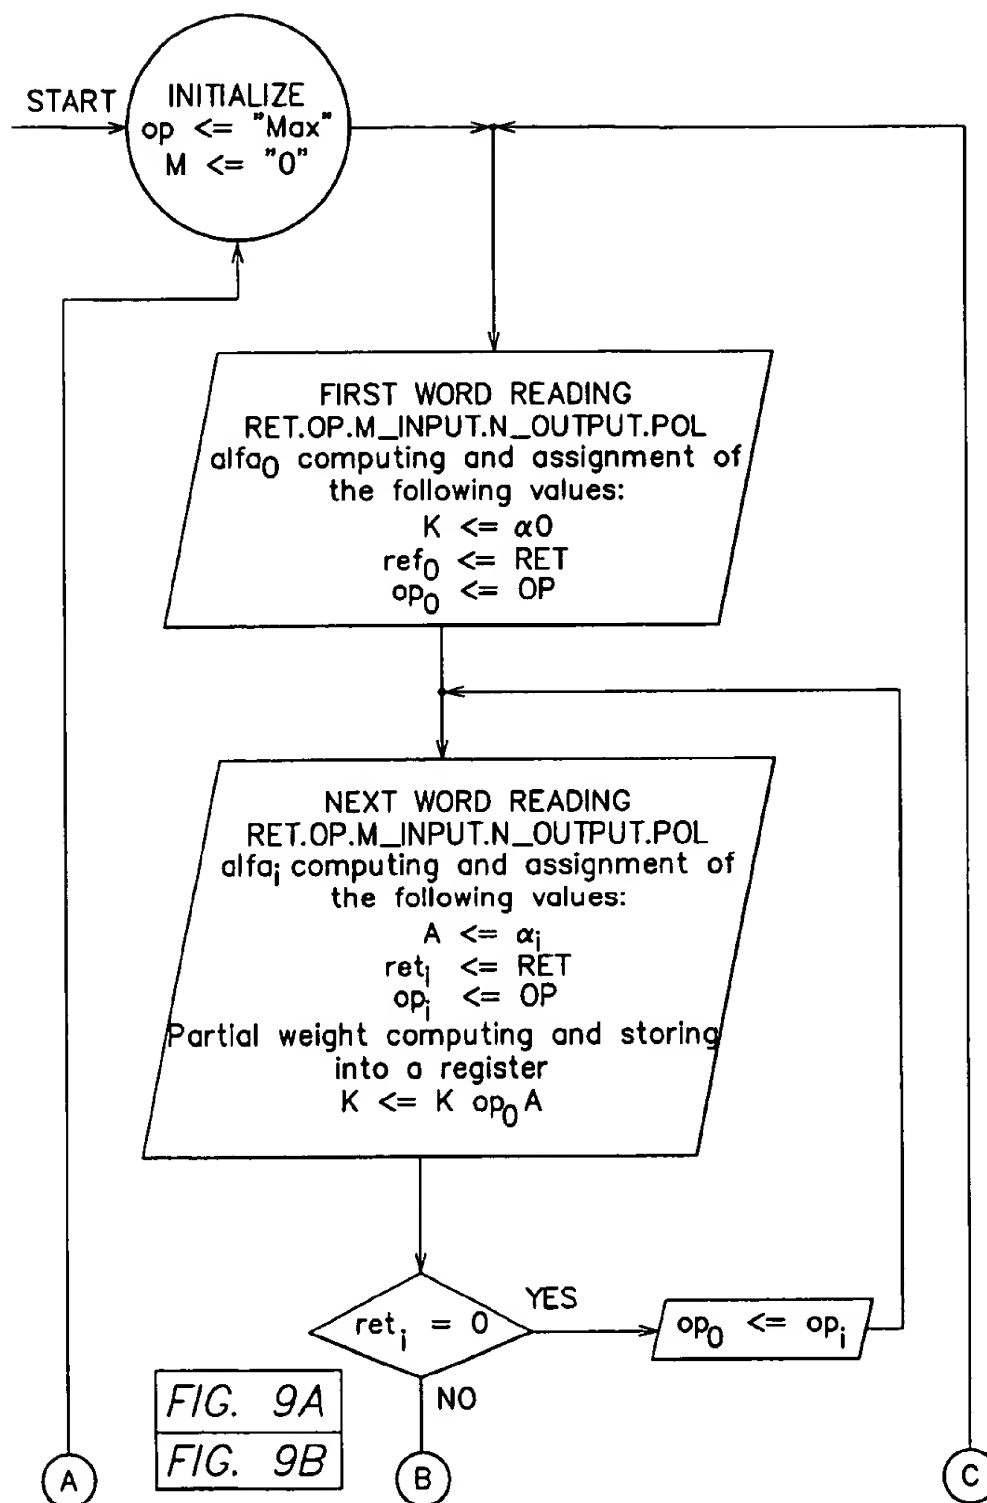 START
INITIALIZE
op <= "Max"
M <= "0"
FIRST WORD READING
RET.OP.M_INPUT.N_OUTPUT.POL
alfa0 computing and assignment of
the following values:
K <= α0
ref0 <= RET
op0 <= OP
NEXT WORD READING
RET.OP.M_INPUT.N_OUTPUT.POL
alfai computing and assignment of
the following values:
A <= αi
reti <= RET
opi <= OP
Partial weight computing and storing
into a register
K <= K op0 A
reti = 0
YES
op0 <= opi
NO
FIG. 9A
FIG. 9B
A
B
C